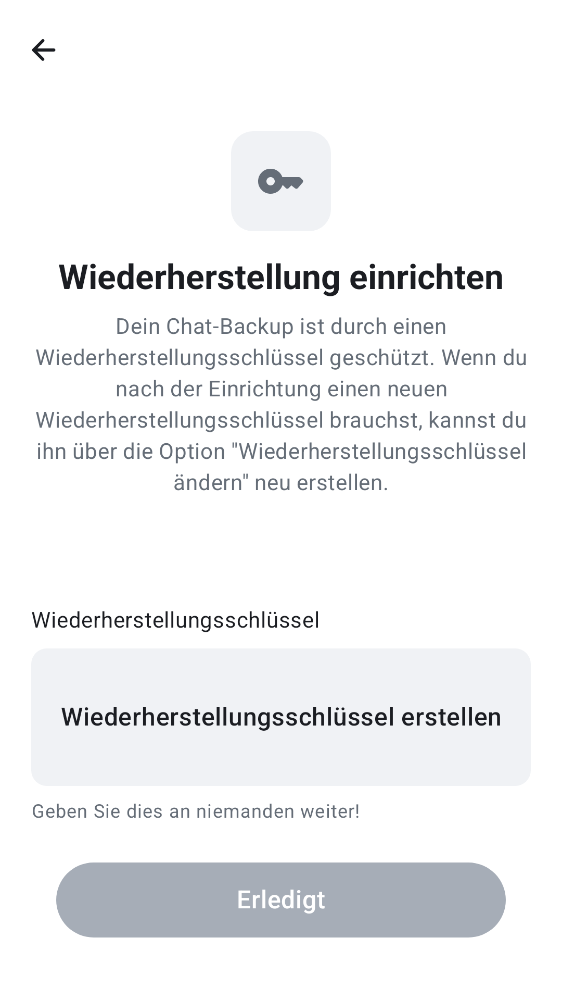 Wiederherstellung einrichten
Dein Chat-Backup ist durch einen
Wiederherstellungsschlüssel geschützt. Wenn du
nach der Einrichtung einen neuen
Wiederherstellungsschlüssel brauchst, kannst du
ihn über die Option "Wiederherstellungsschlüssel
ändern" neu erstellen.
Wiederherstellungsschlüssel
Wiederherstellungsschlüssel erstellen
Geben Sie dies an niemanden weiter!
Erledigt